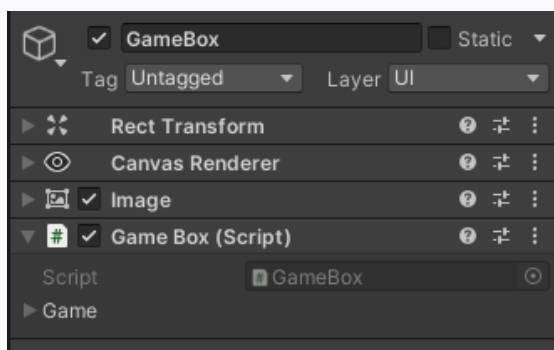 GameBox Static
Tag Untagged Layer UI
Rect Transform
Canvas Renderer
Image
# Game Box (Script)
Script # GameBox
Game